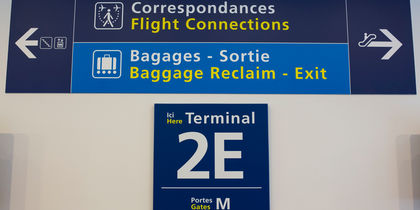 Correspondances
Flight Connections
Bagages - Sortie
Baggage Reclaim - Exit
Ici
Here
Terminal
2E
Portes
Gates
M